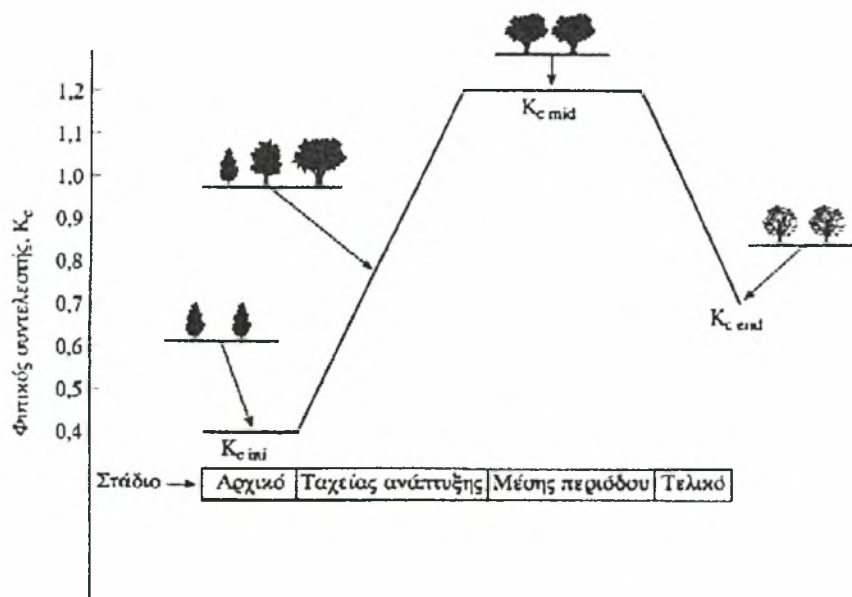 1,2
1,1
1,0
0,9
0,8
0,7
0,6
0,5
0,4
Φυτικός συντελεστής, Kc
Kc mid
Kc end
Kc ini
Στάδιο
Αρχικό
Ταχείας ανάπτυξης
Μέσης περιόδου
Τελικό